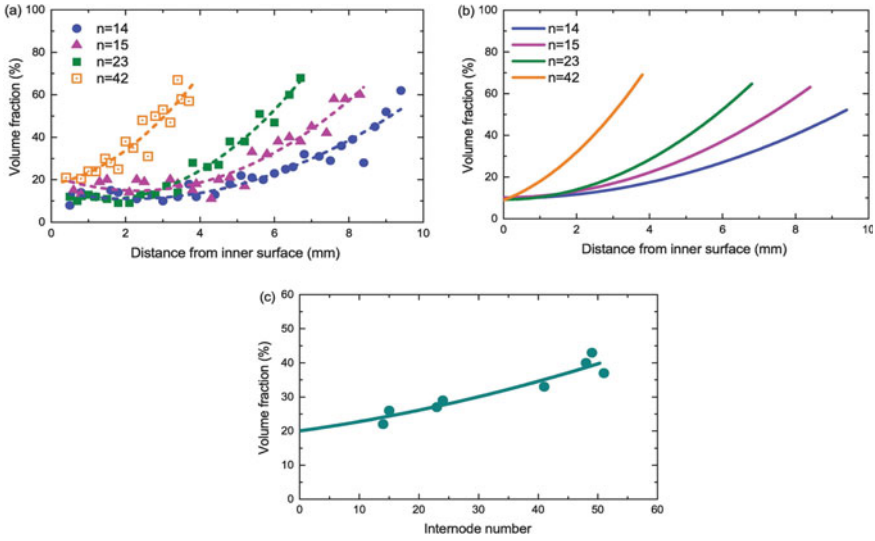 (a)
100
80
60
40
20
0
n=14
n=15
n=23
n=42
Volume fraction (%)
0 2 4 6 8 10
Distance from inner surface (mm)
(b)
100
80
60
40
20
0
n=14
n=15
n=23
n=42
Volume fraction (%)
0 2 4 6 8 10
Distance from inner surface (mm)
(c)
60
50
40
30
20
10
0
Volume fraction (%)
0 10 20 30 40 50 60
Internode number